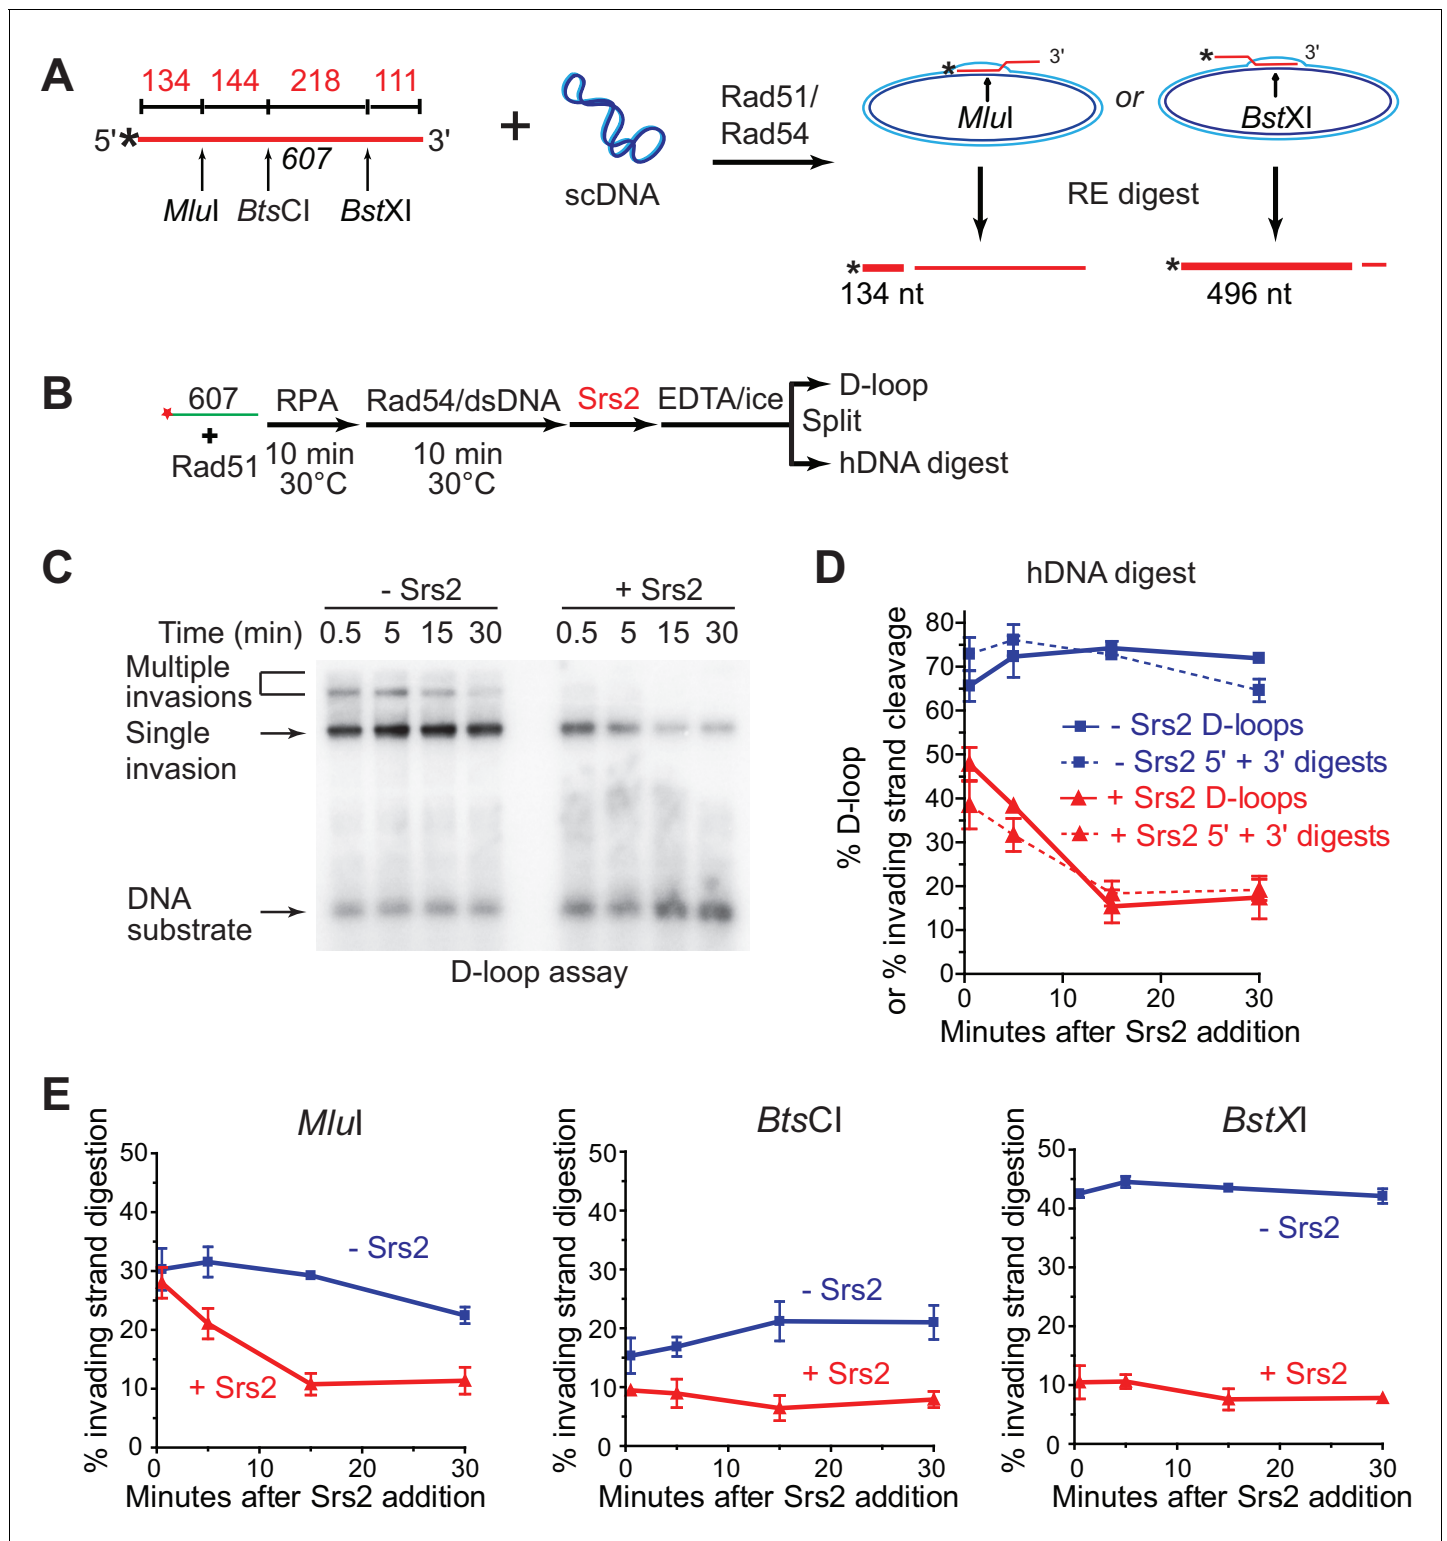 A
134 144 218 111
5'* 3'
607
MluI BtsCI BstXI
+
scDNA
Rad51/
Rad54
* 3'
MluI
or
* 3'
BstXI
RE digest
*
134 nt
*
496 nt
B
607
+
Rad51
RPA
10 min
30°C
Rad54/dsDNA
10 min
30°C
Srs2
EDTA/ice
D-loop
Split
hDNA digest
C
- Srs2 + Srs2
Time (min) 0.5 5 15 30 0.5 5 15 30
Multiple
invasions
Single
invasion
DNA
substrate
D-loop assay
D
hDNA digest
% D-loop
or % invading strand cleavage
80
70
60
50
40
30
20
10
0
- Srs2 D-loops
- Srs2 5' + 3' digests
+ Srs2 D-loops
+ Srs2 5' + 3' digests
0 10 20 30
Minutes after Srs2 addition
E
MluI
% invading strand digestion
50
40
30
20
10
0
- Srs2
+ Srs2
0 10 20 30
Minutes after Srs2 addition
BtsCI
% invading strand digestion
50
40
30
20
10
0
- Srs2
+ Srs2
0 10 20 30
Minutes after Srs2 addition
BstXI
% invading strand digestion
50
40
30
20
10
0
- Srs2
+ Srs2
0 10 20 30
Minutes after Srs2 addition